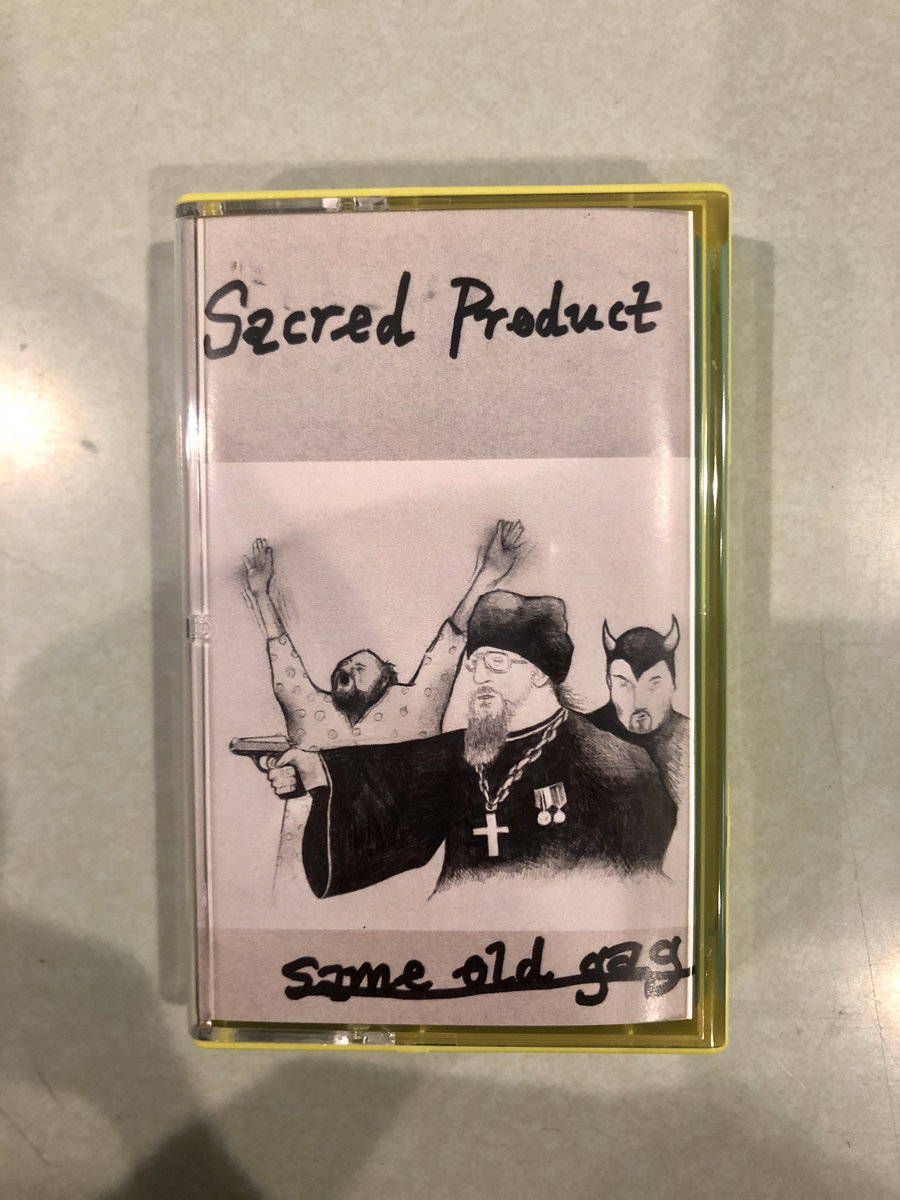 Sacred Product
same old gag